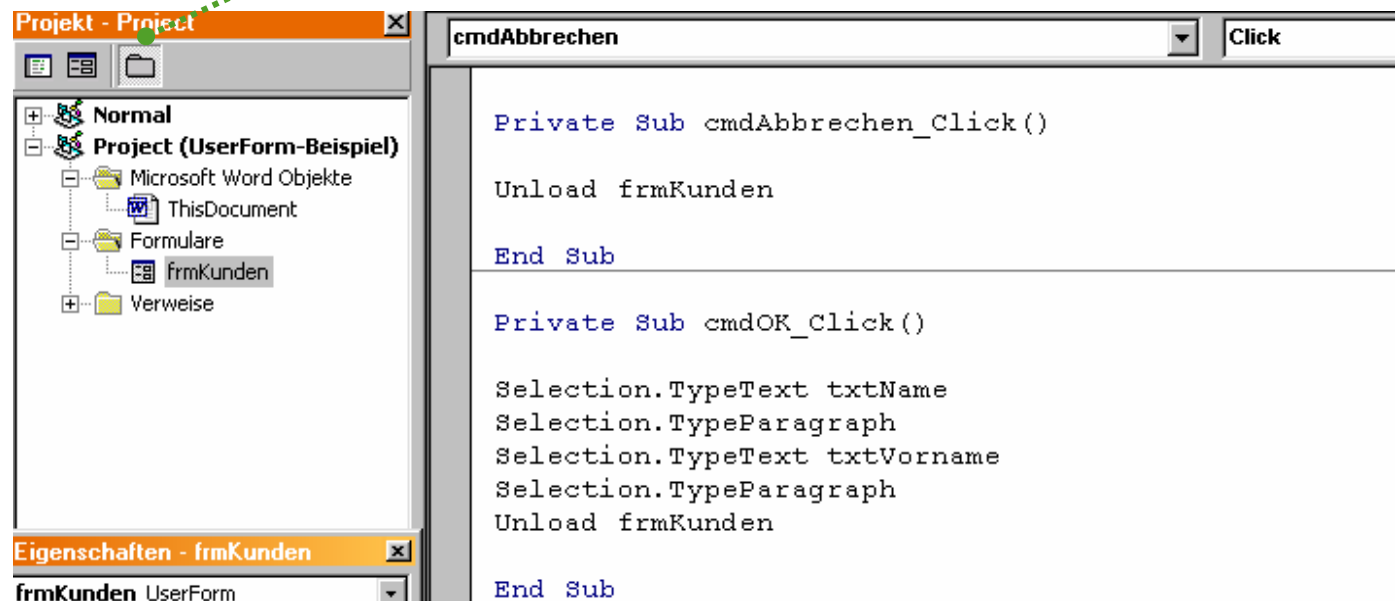 Projekt - Project
Normal
Project (UserForm-Beispiel)
Microsoft Word Objekte
ThisDocument
Formulare
frmKunden
Verweise
Eigenschaften - frmKunden
frmKunden UserForm
cmdAbbrechen
Click
Private Sub cmdAbbrechen_Click()
Unload frmKunden
End Sub
Private Sub cmdOK_Click()
Selection.TypeText txtName
Selection.TypeParagraph
Selection.TypeText txtVorname
Selection.TypeParagraph
Unload frmKunden
End Sub